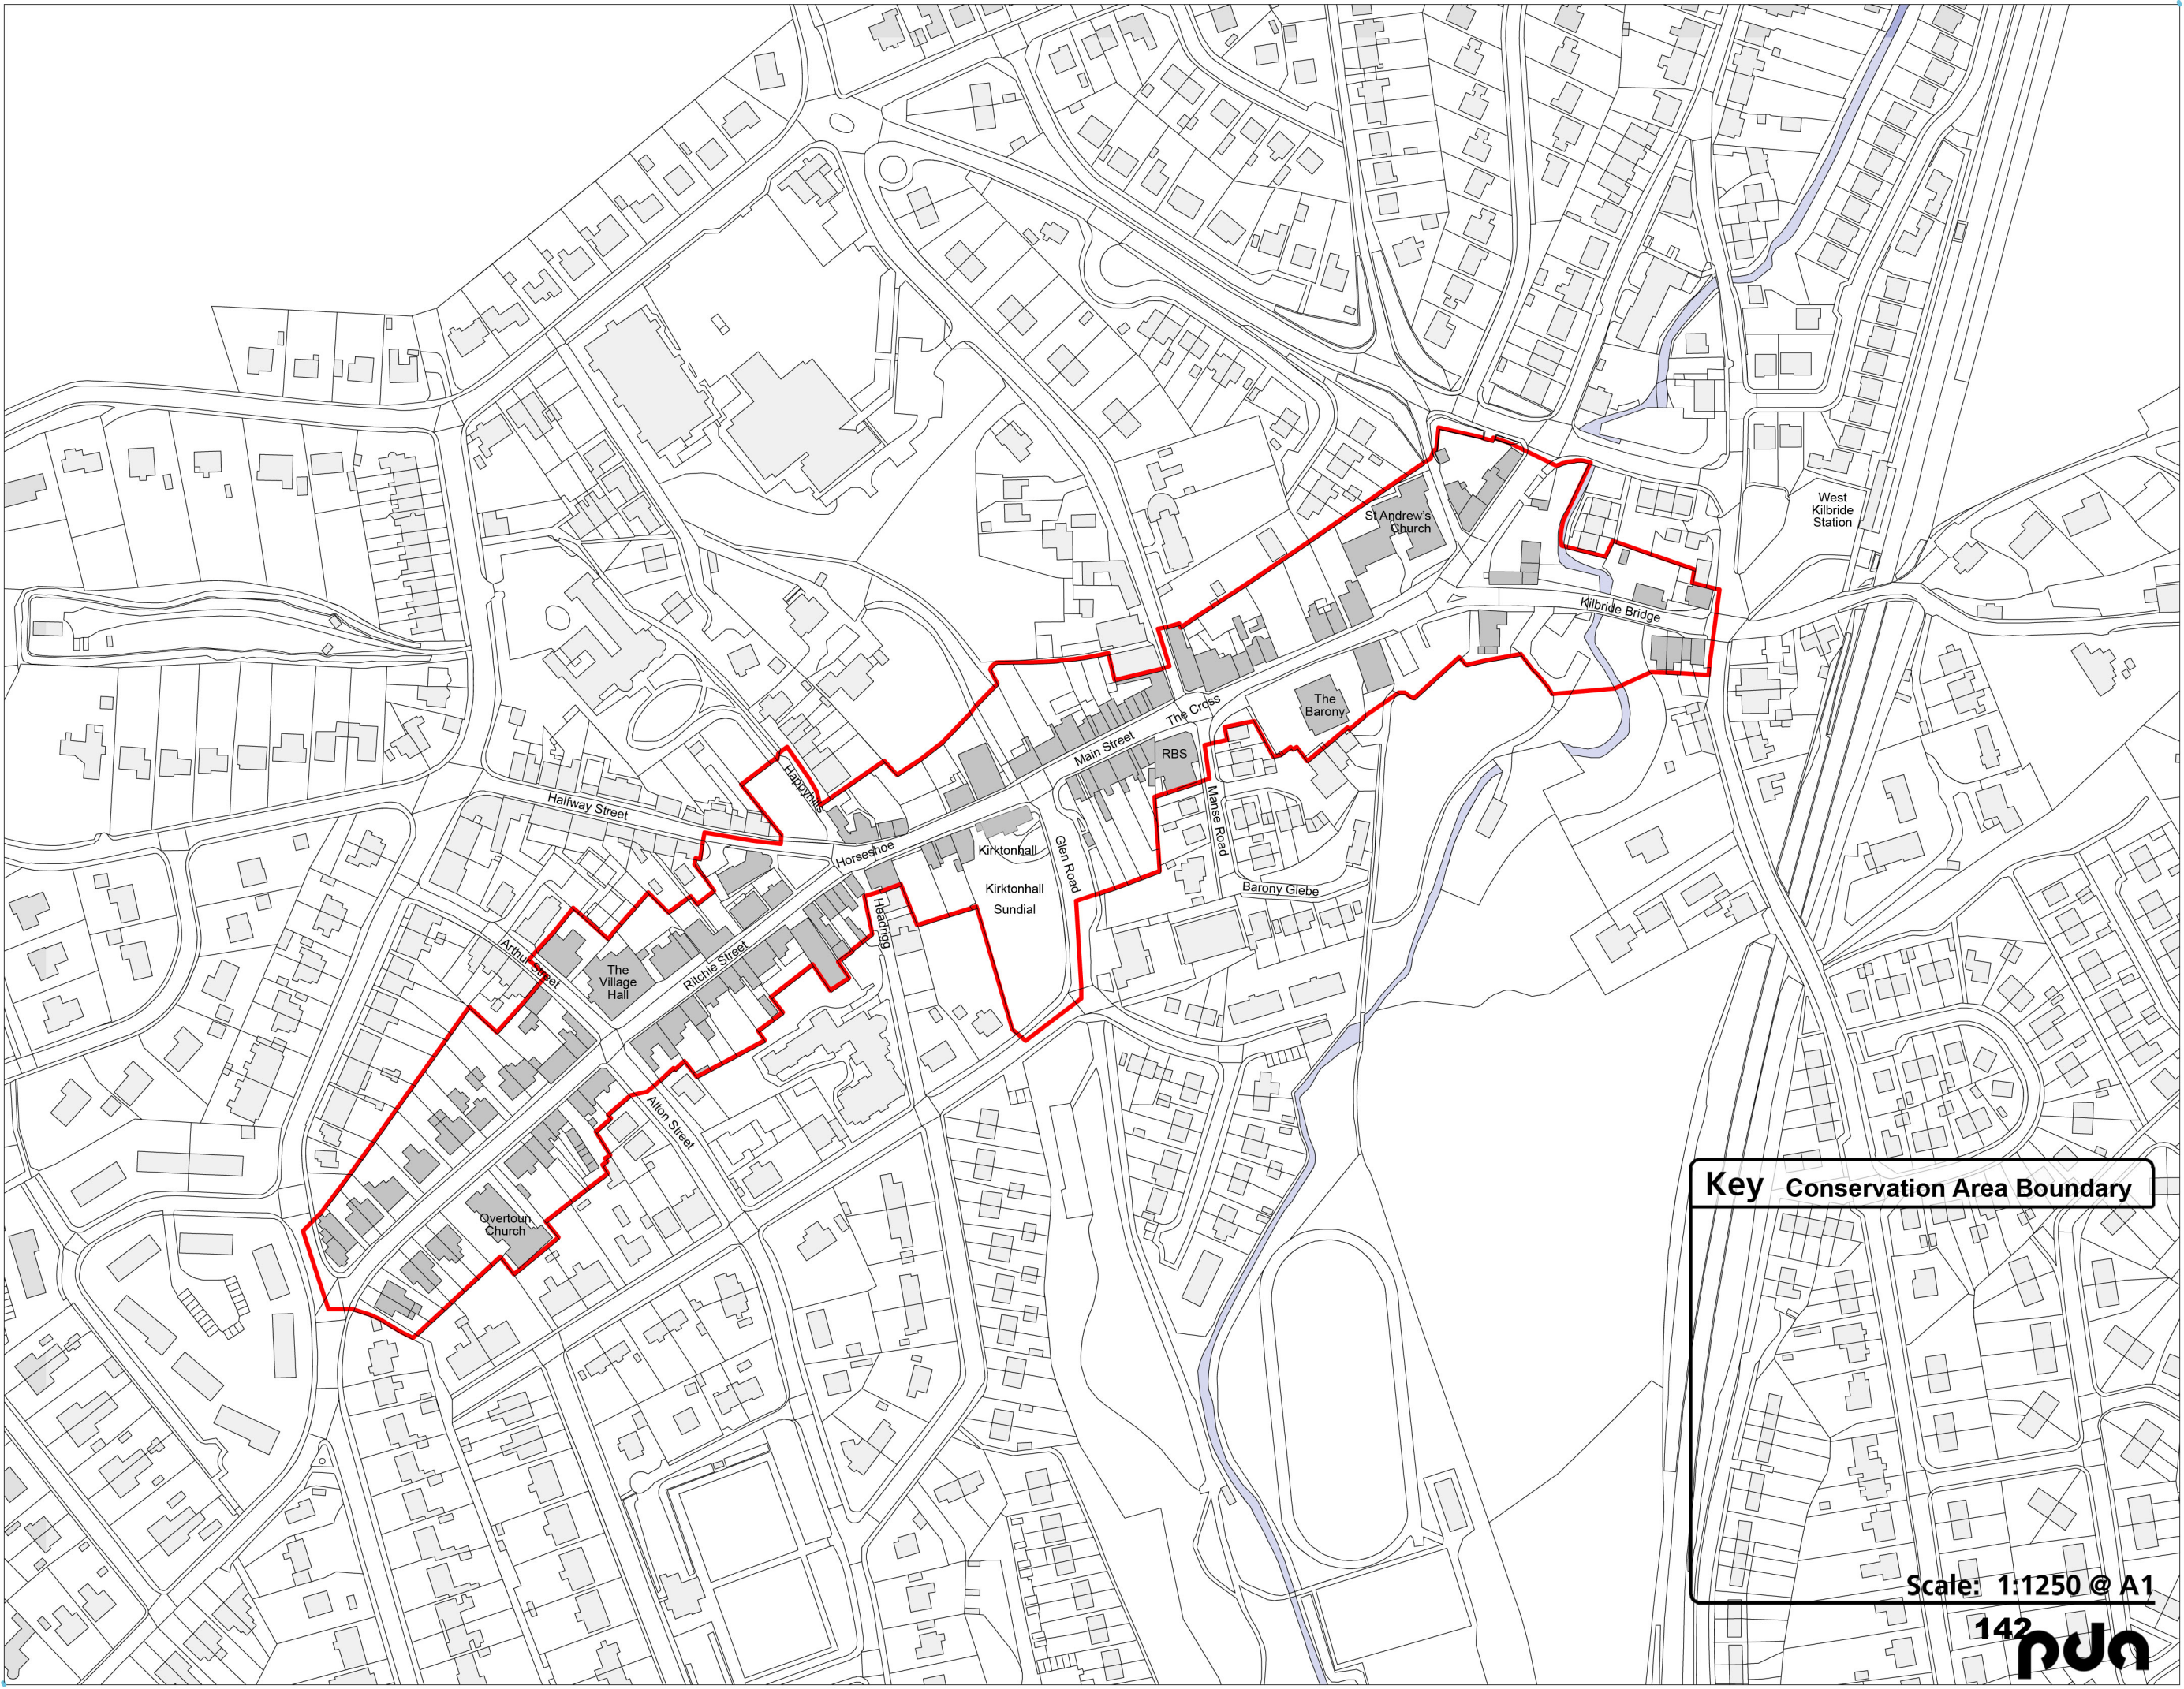 West
Kilbride
Station
St Andrew's
Church
Kilbride Bridge
The
Barony
The Cross
Main Street
RBS
Happyhills
Halfway Street
Manse Road
Horseshoe
Kirktonhall
Glen Road
Kirktonhall
Sundial
Barony Glebe
Headrigg
Arthur Street
The
Village
Hall
Ritchie Street
Alton Street
Overtoun
Church
Key Conservation Area Boundary
Scale: 1:1250 @ A1
142
pda